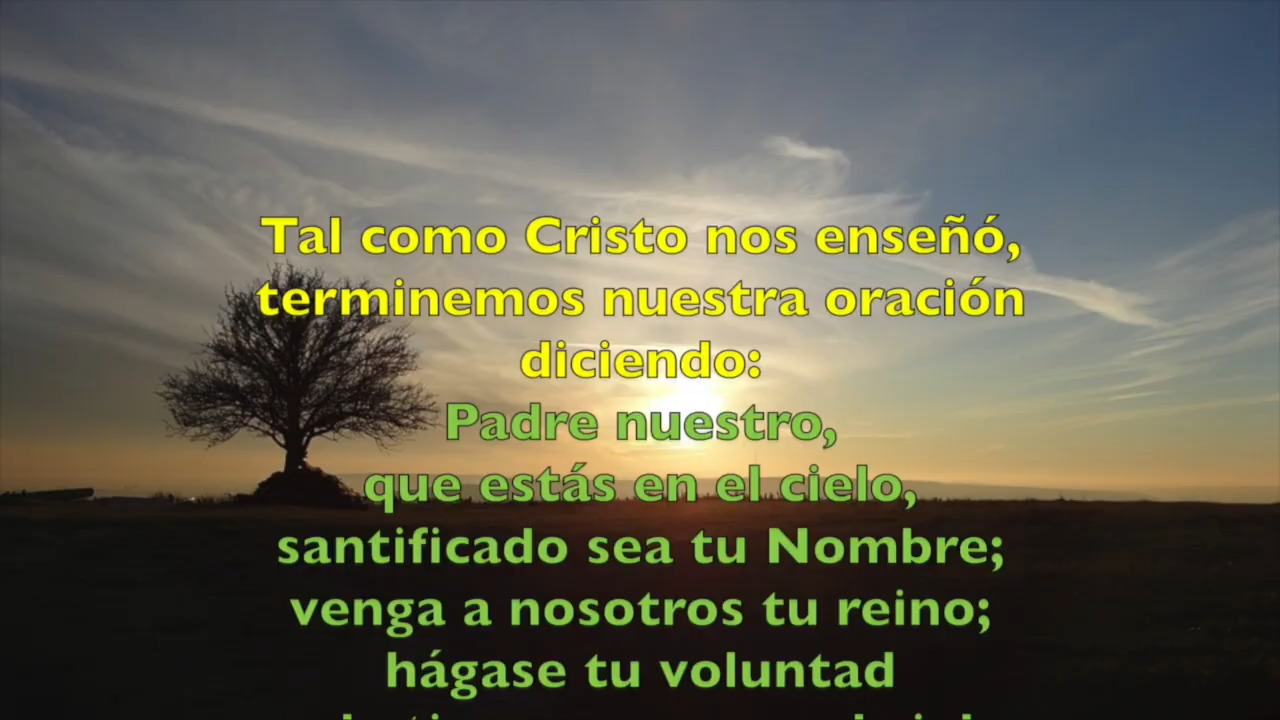 Tal como Cristo nos enseñó,
terminemos nuestra oración
diciendo:
Padre nuestro,
que estás en el cielo,
santificado sea tu Nombre;
venga a nosotros tu reino;
hágase tu voluntad